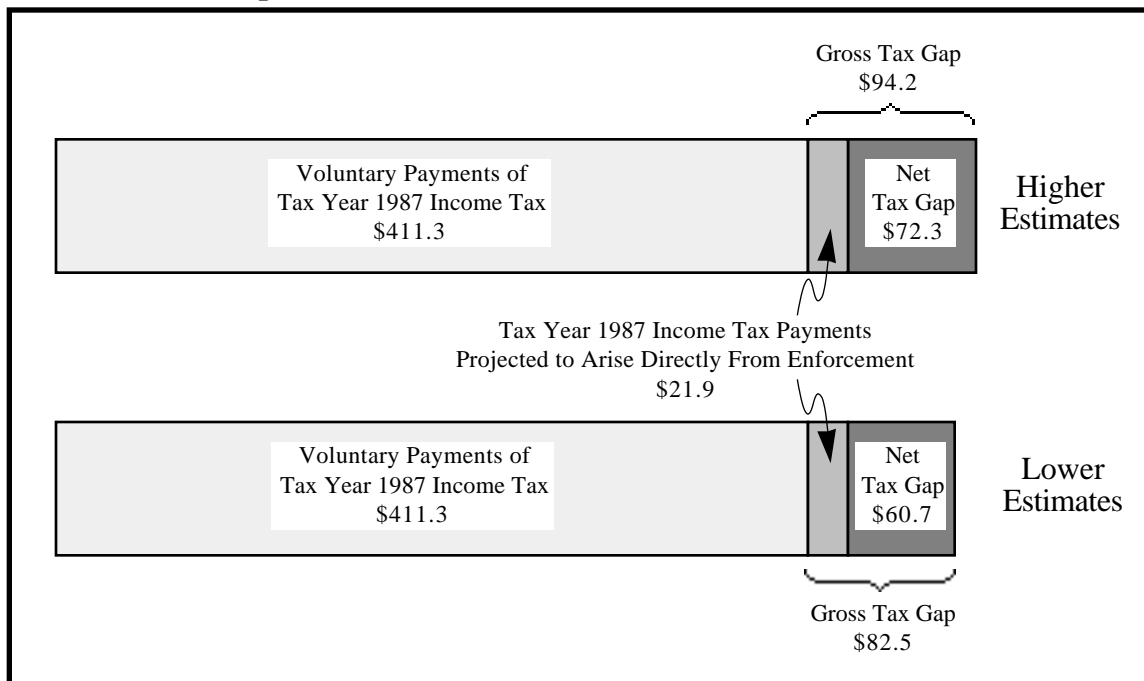 Gross Tax Gap
$94.2
Voluntary Payments of
Tax Year 1987 Income Tax
$411.3
Net
Tax Gap
$72.3
Higher
Estimates
Tax Year 1987 Income Tax Payments
Projected to Arise Directly From Enforcement
$21.9
Voluntary Payments of
Tax Year 1987 Income Tax
$411.3
Net
Tax Gap
$60.7
Lower
Estimates
Gross Tax Gap
$82.5